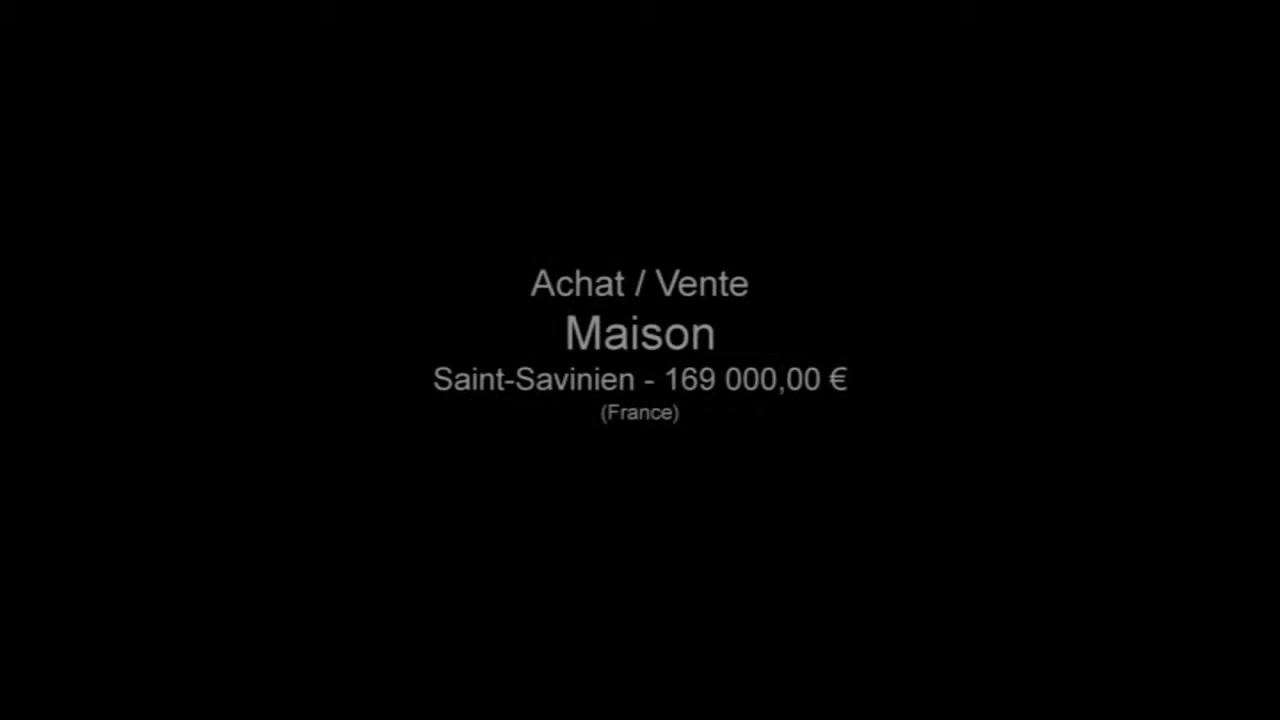 Achat / Vente
Maison
Saint-Savinien - 169 000,00 €
(France)